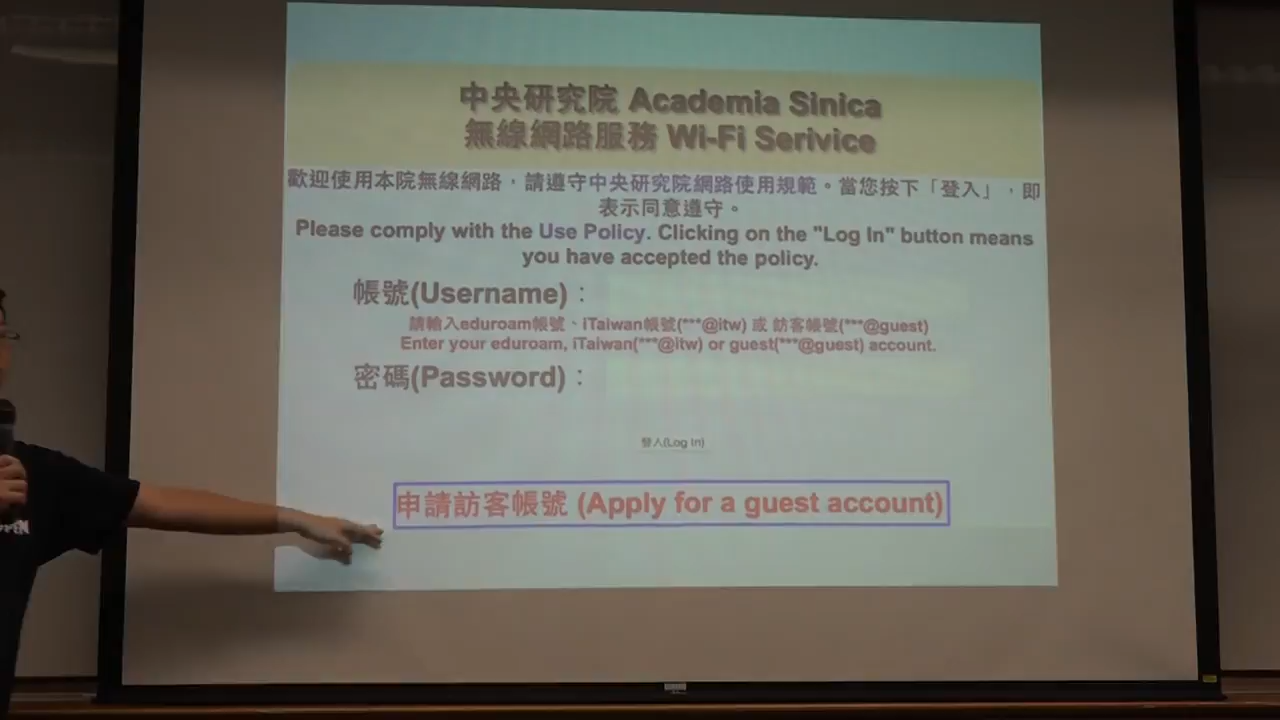 中央研究院 Academia Sinica
無線網路服務 Wi-Fi Serivice
歡迎使用本院無線網路，請遵守中央研究院網路使用規範。當您按下「登入」，即
表示同意遵守。
Please comply with the Use Policy. Clicking on the "Log In" button means
you have accepted the policy.
帳號(Username)：
請輸入eduroam帳號、iTaiwan帳號(***@itw) 或 訪客帳號(***@guest)
Enter your eduroam, iTaiwan(***@itw) or guest(***@guest) account.
密碼(Password)：
登入(Log In)
申請訪客帳號 (Apply for a guest account)